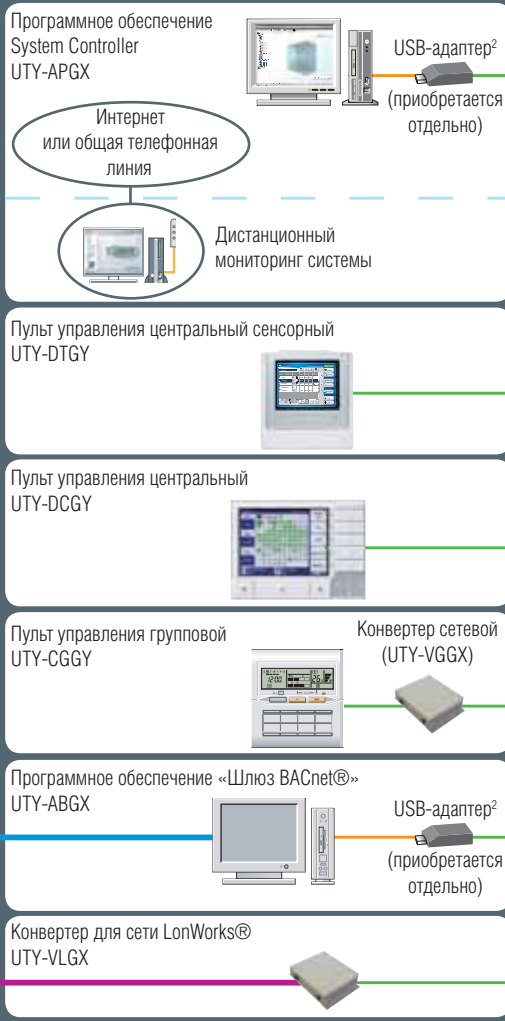 Программное обеспечение
System Controller
UTY-APGX
USB-адаптер²
(приобретается
отдельно)
Интернет
или общая телефонная
линия
Дистанционный
мониторинг системы
Пульт управления центральный сенсорный
UTY-DTGY
Пульт управления центральный
UTY-DCGY
Пульт управления групповой
UTY-CGGY
Конвертер сетевой
(UTY-VGGX)
Программное обеспечение «Шлюз BACnet®»
UTY-ABGX
USB-адаптер²
(приобретается
отдельно)
Конвертер для сети LonWorks®
UTY-VLGX